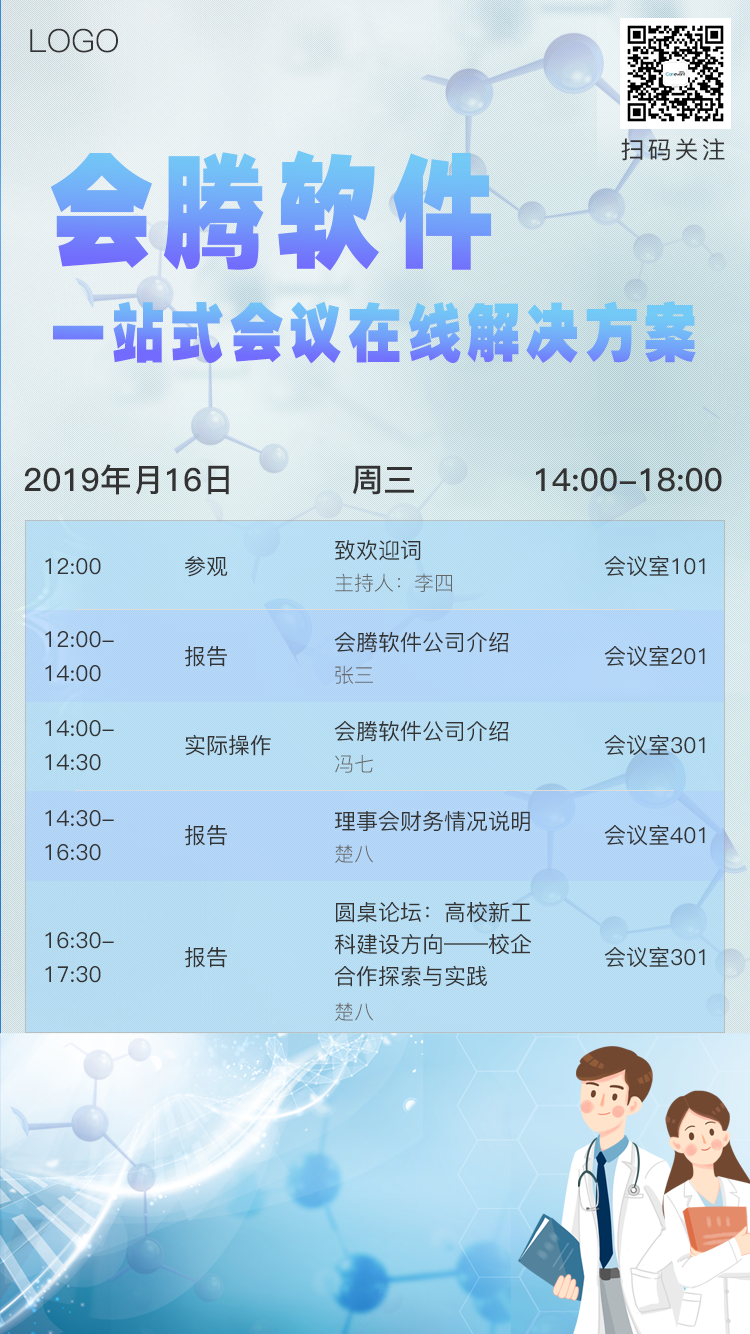 LOGO
扫码关注
会腾软件
一站式会议在线解决方案
2019年月16日 周三 14:00-18:00
12:00 参观 致欢迎词 会议室101
主持人：李四
12:00-
14:00
报告
会腾软件公司介绍
张三
会议室201
14:00-
14:30
实际操作
会腾软件公司介绍
冯七
会议室301
14:30-
16:30
报告
理事会财务情况说明
楚八
会议室401
16:30-
17:30
报告
圆桌论坛：高校新工
科建设方向——校企
合作探索与实践
楚八
会议室301